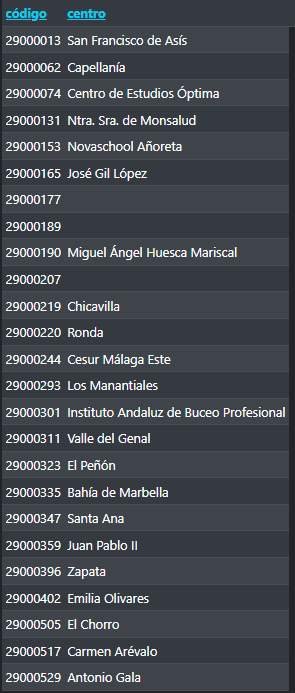 código centro
29000013 San Francisco de Asís
29000062 Capellanía
29000074 Centro de Estudios Óptima
29000131 Ntra. Sra. de Monsalud
29000153 Novaschool Añoreta
29000165 José Gil López
29000177
29000189
29000190 Miguel Ángel Huesca Mariscal
29000207
29000219 Chicavilla
29000220 Ronda
29000244 Cesur Málaga Este
29000293 Los Manantiales
29000301 Instituto Andaluz de Buceo Profesional
29000311 Valle del Genal
29000323 El Peñón
29000335 Bahía de Marbella
29000347 Santa Ana
29000359 Juan Pablo II
29000396 Zapata
29000402 Emilia Olivares
29000505 El Chorro
29000517 Carmen Arévalo
29000529 Antonio Gala